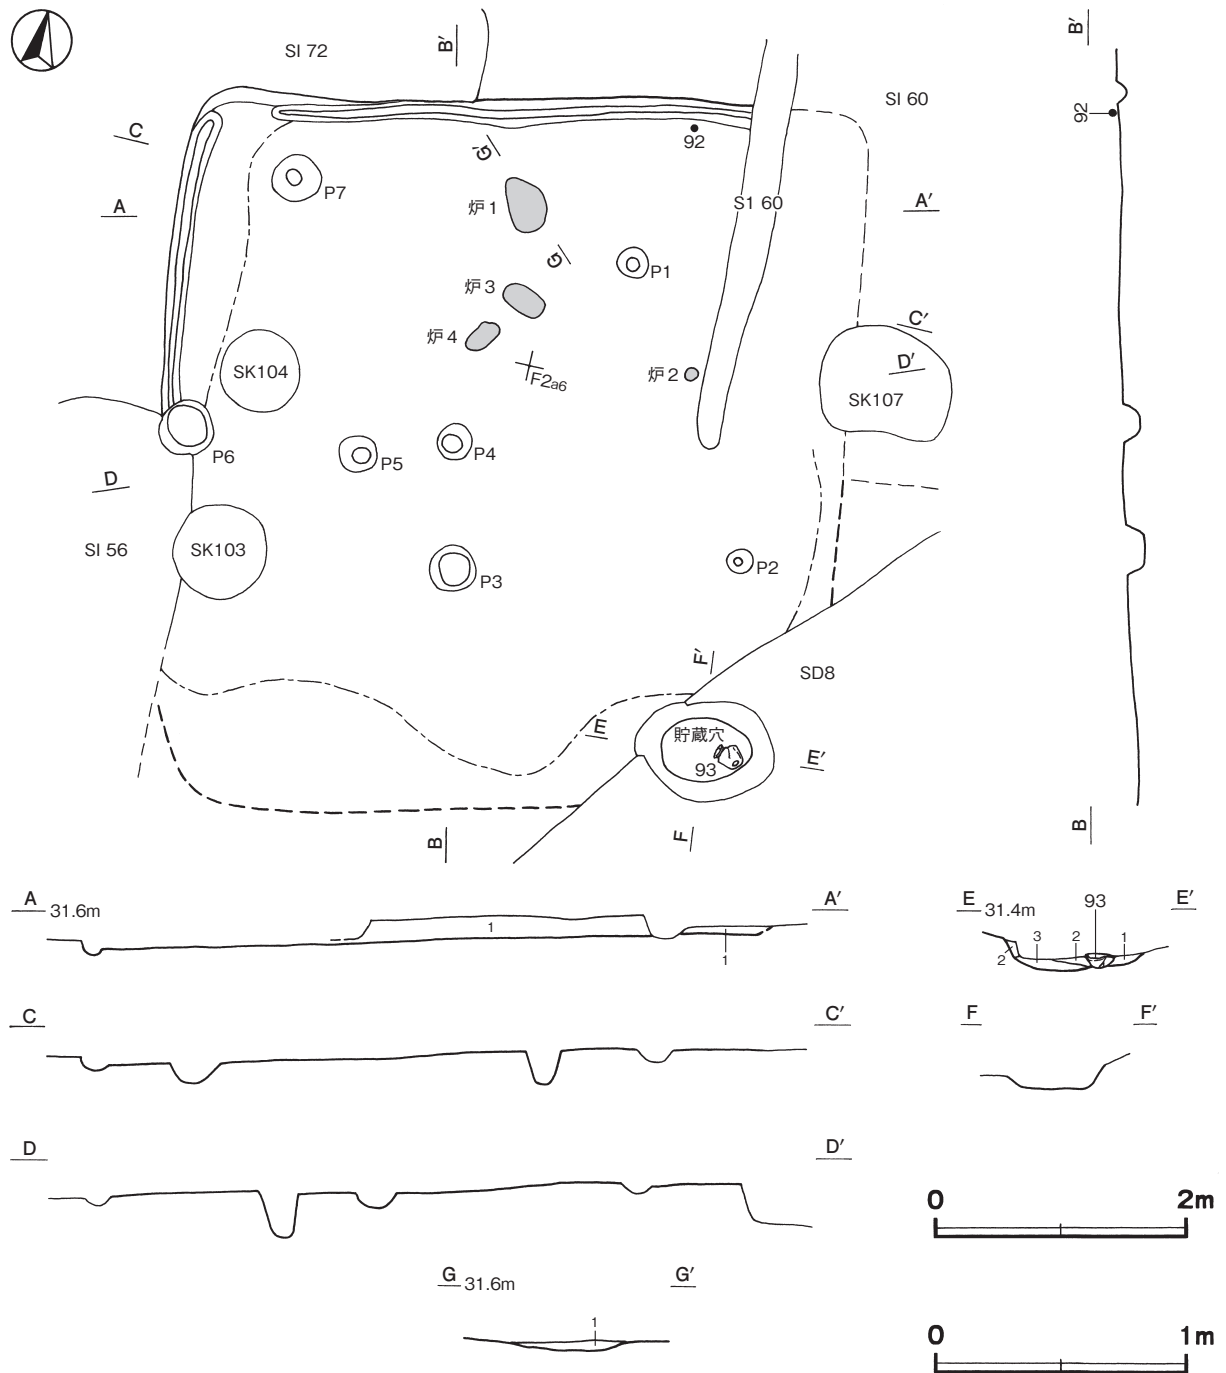 SI 72
B′
B′
SI 60
C
92
92
G′
A
P7
炉 1
S1 60
A′
G
P1
炉 3
炉 4
C′
F2a6
炉 2
D′
SK104
SK107
P6
P5
P4
D
SI 56
SK103
P3
P2
F′
SD8
E
貯蔵穴
93
E′
B
F
B
A 31.6m
A′
1
1
E 31.4m
93
E′
3
2
1
2
C
C′
F
F′
D
D′
0
2m
G 31.6m
G′
1
0
1m